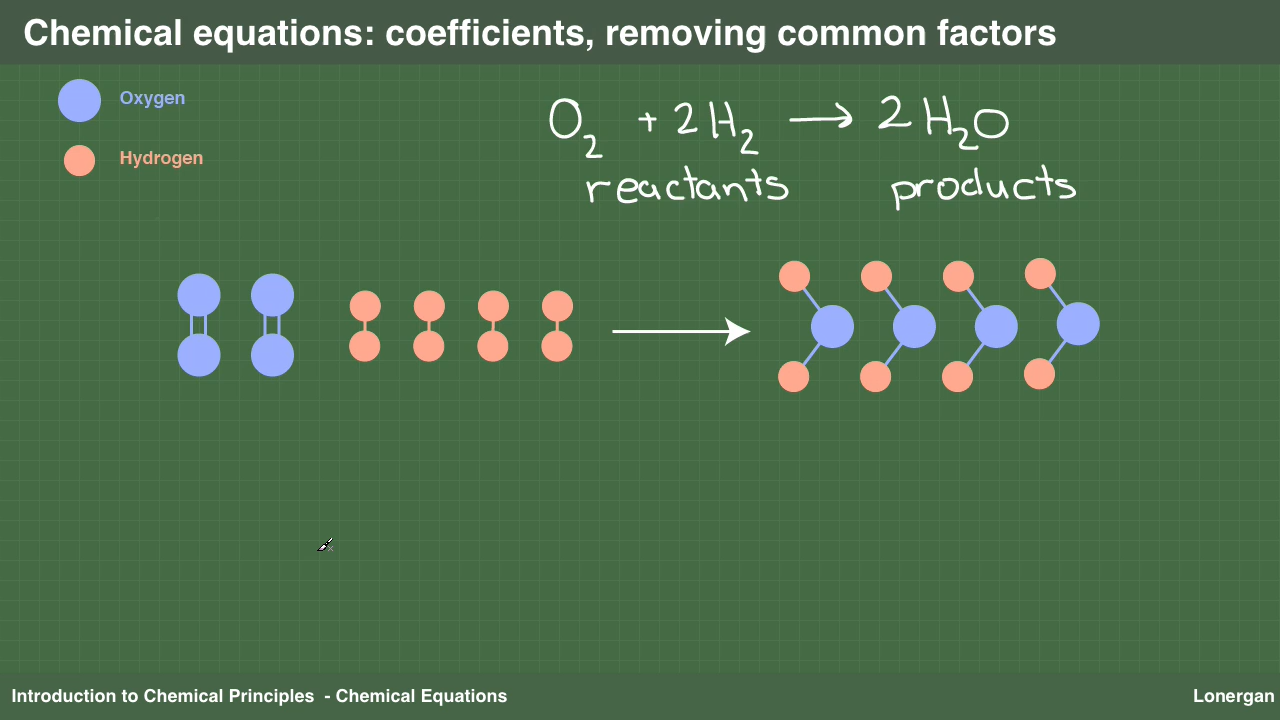 Chemical equations: coefficients, removing common factors
Oxygen
Hydrogen
O₂ + 2H₂ → 2H₂O
reactants products
Introduction to Chemical Principles - Chemical Equations
Lonergan